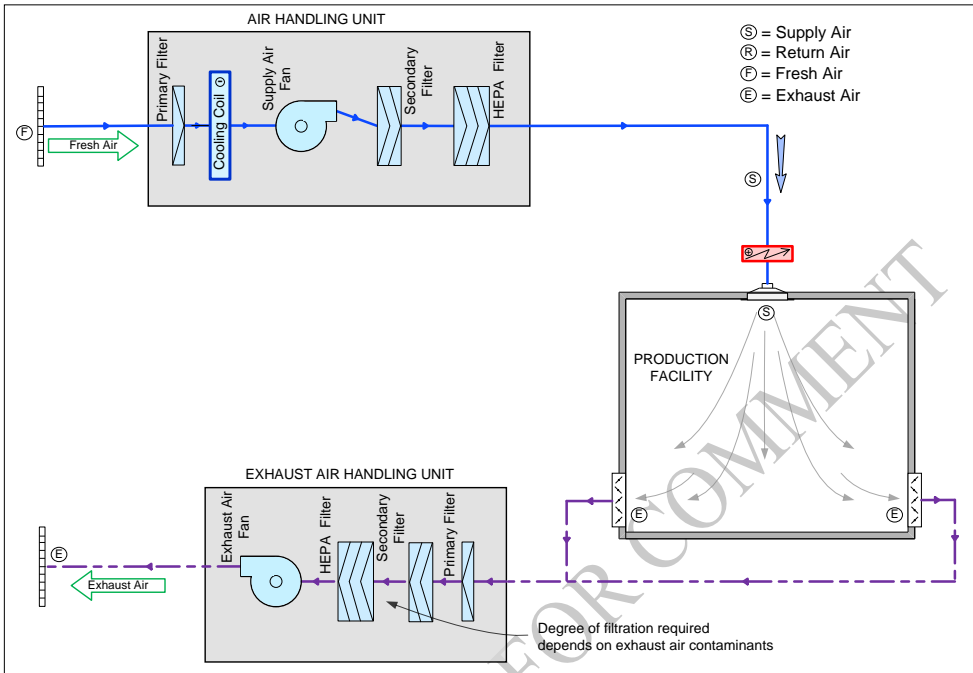 AIR HANDLING UNIT
Ⓢ = Supply Air
Ⓡ = Return Air
Ⓕ = Fresh Air
Ⓔ = Exhaust Air
Primary Filter
Cooling Coil ⊖
Supply Air
Fan
Secondary
Filter
HEPA Filter
Ⓕ
Fresh Air
Ⓢ
⊕
Ⓢ
PRODUCTION
FACILITY
Ⓔ
Ⓔ
EXHAUST AIR HANDLING UNIT
Exhaust Air
Fan
HEPA Filter
Secondary
Filter
Primary Filter
Ⓔ
Exhaust Air
Degree of filtration required
depends on exhaust air contaminants
FOR COMMENT